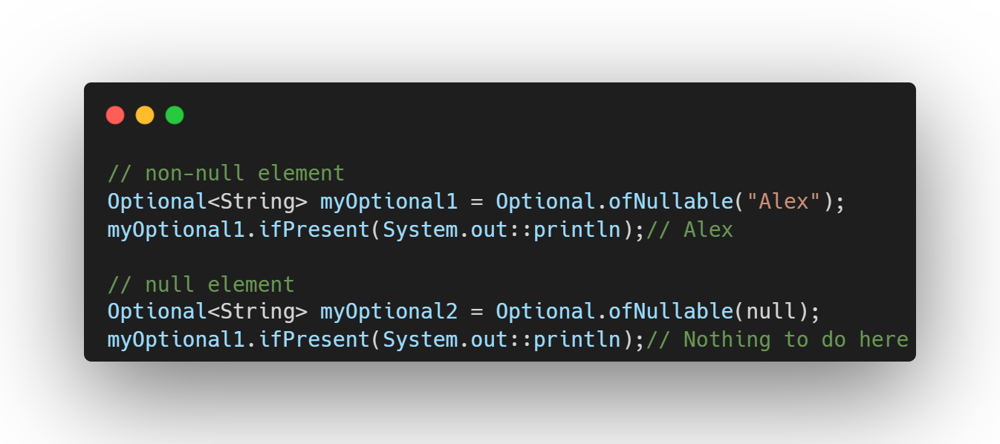 // non-null element
Optional<String> myOptional1 = Optional.ofNullable("Alex");
myOptional1.ifPresent(System.out::println);// Alex
// null element
Optional<String> myOptional2 = Optional.ofNullable(null);
myOptional1.ifPresent(System.out::println);// Nothing to do here